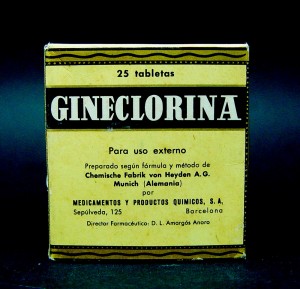 25 tabletas
GINECLORINA
Para uso externo
Preparado según fórmula y método de
Chemische Fabrik von Heyden A.G.
Munich (Alemania)
por
MEDICAMENTOS Y PRODUCTOS QUIMICOS, S.A.
Sepúlveda, 125 Barcelona
Director Farmacéutico: D. L. Amargós Anora